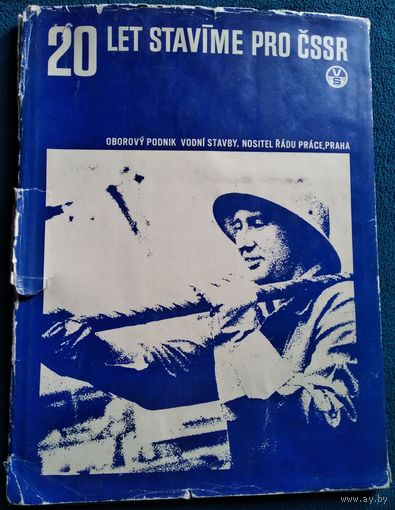 20 LET STAVÍME PRO ČSSR
VS
OBOROVÝ PODNIK VODNÍ STAVBY, NOSITEL ŘÁDU PRÁCE, PRAHA
www.ay.by